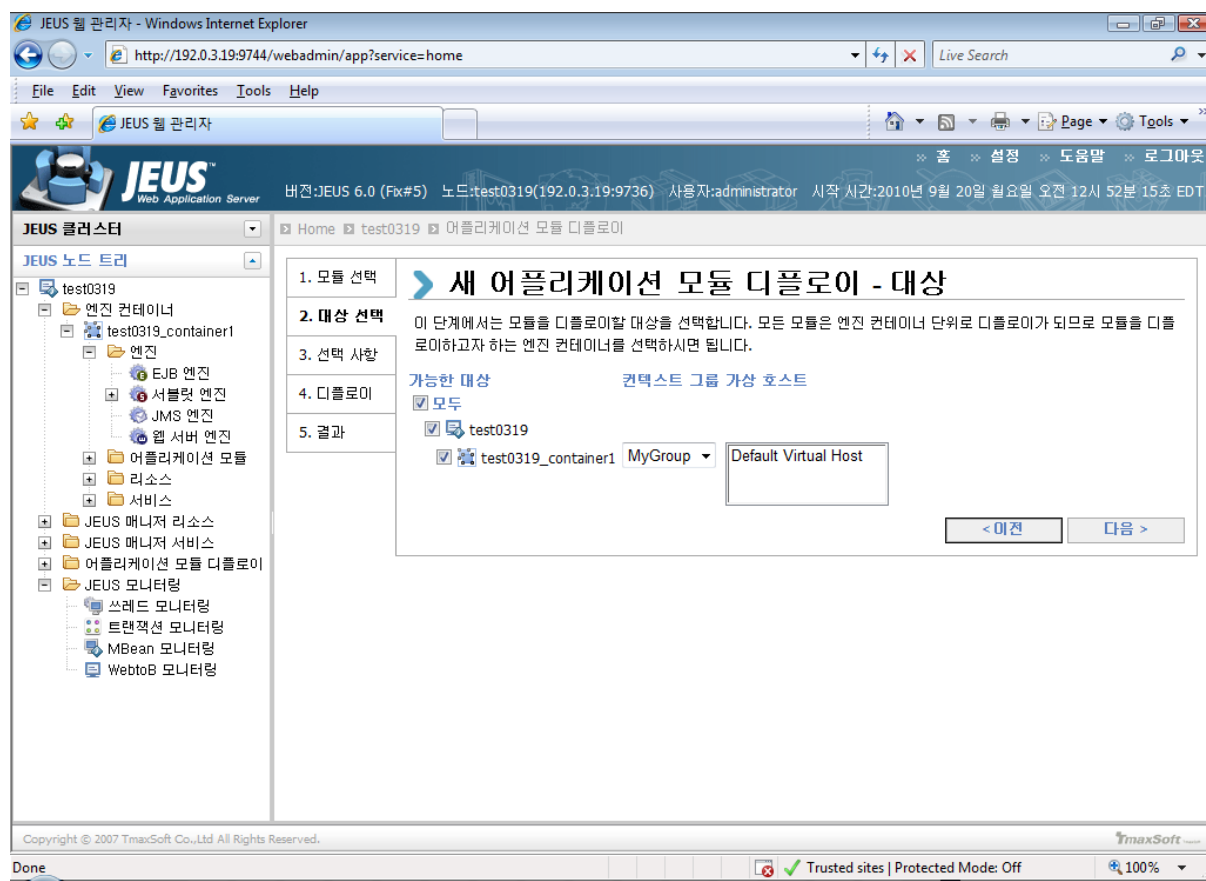 JEUS 웹 관리자 - Windows Internet Explorer
http://192.0.3.19:9744/webadmin/app?service=home
Live Search
File Edit View Favorites Tools Help
JEUS 웹 관리자
Page Tools
홈 설정 도움말 로그아웃
JEUS™
Web Application Server
버전:JEUS 6.0 (Fix#5) 노드:test0319(192.0.3.19:9736) 사용자:administrator 시작 시간:2010년 9월 20일 월요일 오전 12시 52분 15초 EDT
JEUS 클러스터
Home test0319 어플리케이션 모듈 디플로이
JEUS 노드 트리
test0319
엔진 컨테이너
test0319_container1
엔진
EJB 엔진
서블릿 엔진
JMS 엔진
웹 서버 엔진
어플리케이션 모듈
리소스
서비스
JEUS 매니저 리소스
JEUS 매니저 서비스
어플리케이션 모듈 디플로이
JEUS 모니터링
쓰레드 모니터링
트랜잭션 모니터링
MBean 모니터링
WebtoB 모니터링
1. 모듈 선택
2. 대상 선택
3. 선택 사항
4. 디플로이
5. 결과
새 어플리케이션 모듈 디플로이 - 대상
이 단계에서는 모듈을 디플로이할 대상을 선택합니다. 모든 모듈은 엔진 컨테이너 단위로 디플로이가 되므로 모듈을 디플
로이하고자 하는 엔진 컨테이너를 선택하시면 됩니다.
가능한 대상 컨텍스트 그룹 가상 호스트
모두
test0319
test0319_container1 MyGroup Default Virtual Host
< 이전 다음 >
Copyright © 2007 TmaxSoft Co.,Ltd All Rights Reserved.
TmaxSoft
Done
Trusted sites | Protected Mode: Off
100%